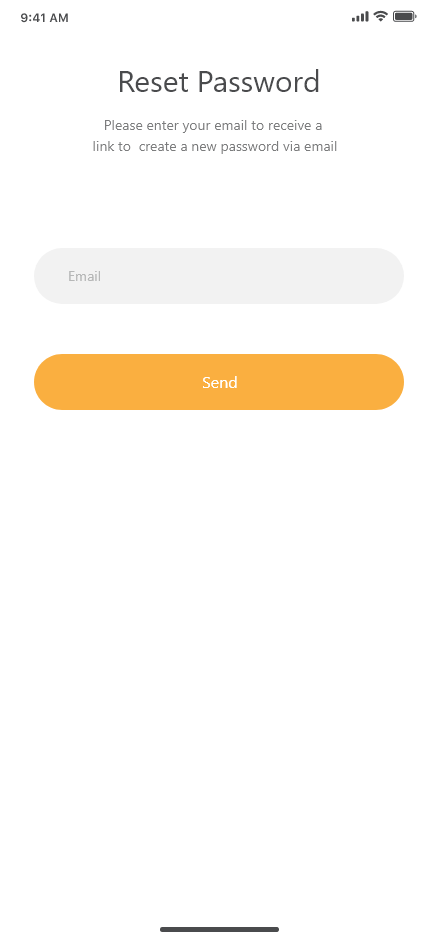 9:41 AM
Reset Password
Please enter your email to receive a
link to  create a new password via email
Email
Send